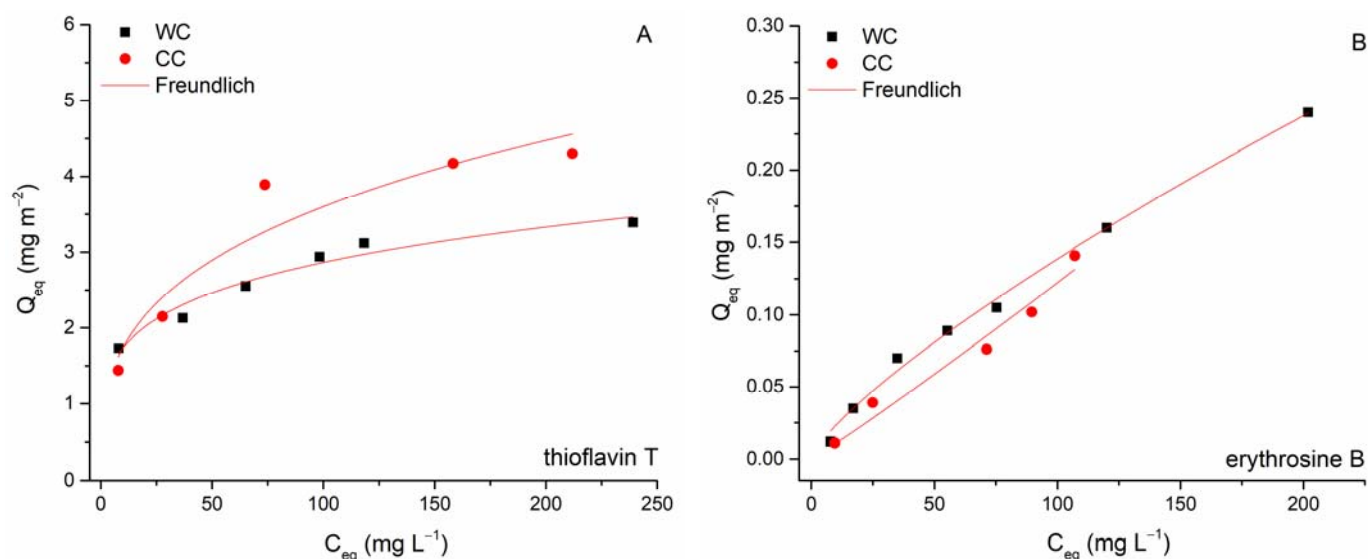 A
WC
CC
Freundlich
6
5
4
3
2
1
0
Q_eq (mg m⁻²)
thioflavin T
0 50 100 150 200 250
C_eq (mg L⁻¹)
B
WC
CC
Freundlich
0.30
0.25
0.20
0.15
0.10
0.05
0.00
Q_eq (mg m⁻²)
erythrosine B
0 50 100 150 200
C_eq (mg L⁻¹)